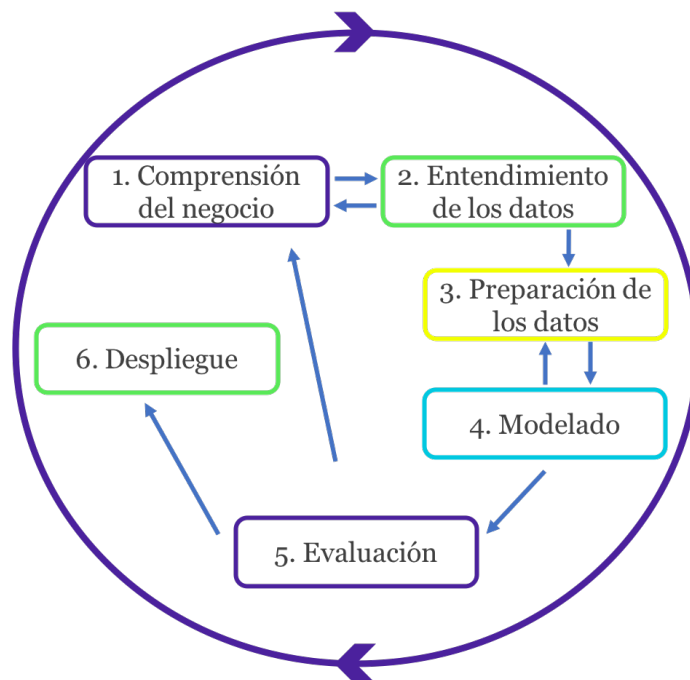 1. Comprensión
del negocio
2. Entendimiento
de los datos
3. Preparación de
los datos
4. Modelado
5. Evaluación
6. Despliegue